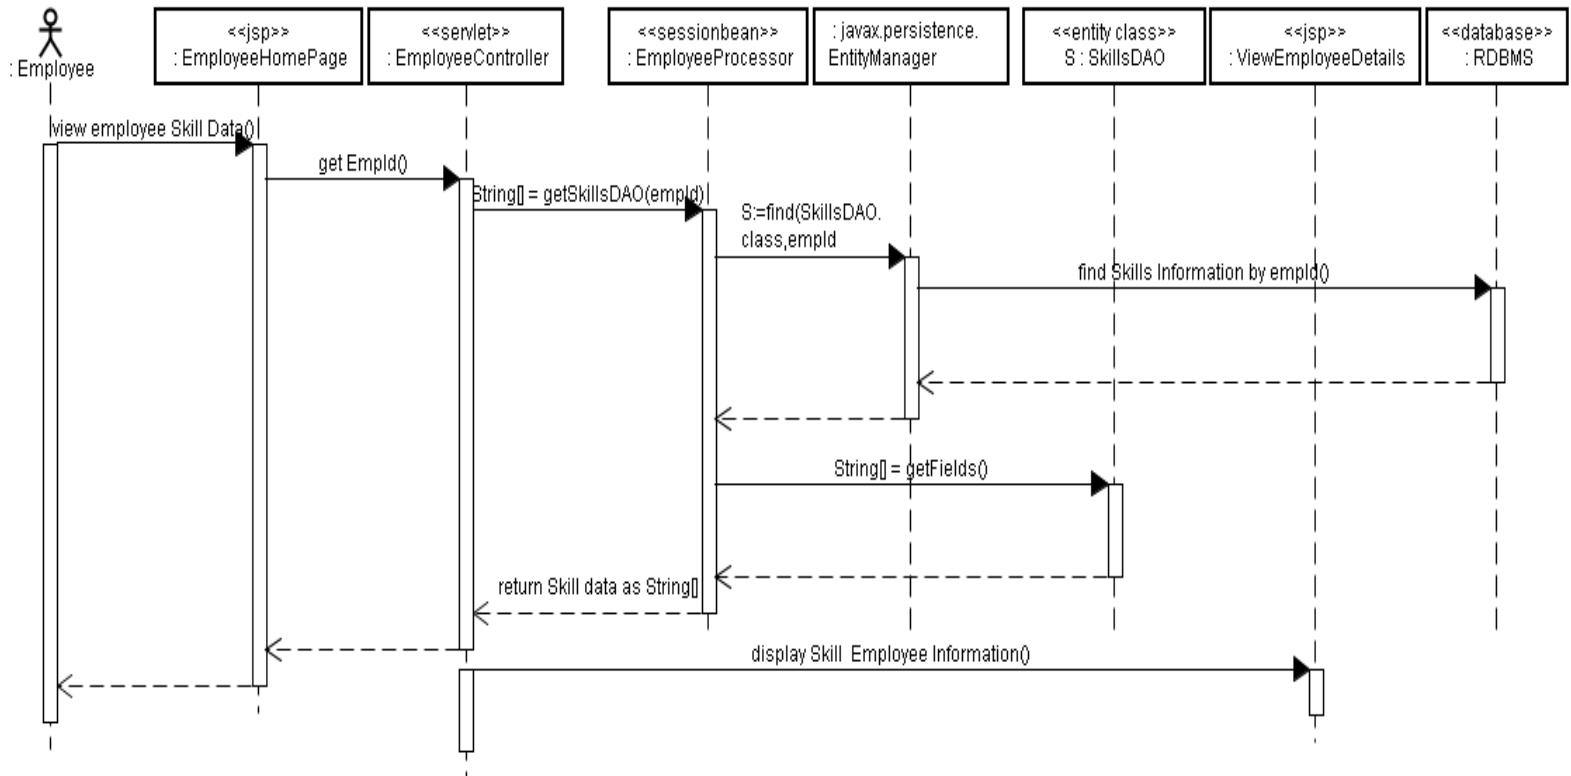 : Employee
<<jsp>>
: EmployeeHomePage
<<servlet>>
: EmployeeController
<<sessionbean>>
: EmployeeProcessor
: javax.persistence.
EntityManager
<<entity class>>
S : SkillsDAO
<<jsp>>
: ViewEmployeeDetails
<<database>>
: RDBMS
view employee Skill Data()
get EmpId()
String[] = getSkillsDAO(empId)
S:=find(SkillsDAO.
class,empId
find Skills Information by empId()
String[] = getFields()
return Skill data as String[]
display Skill  Employee Information()